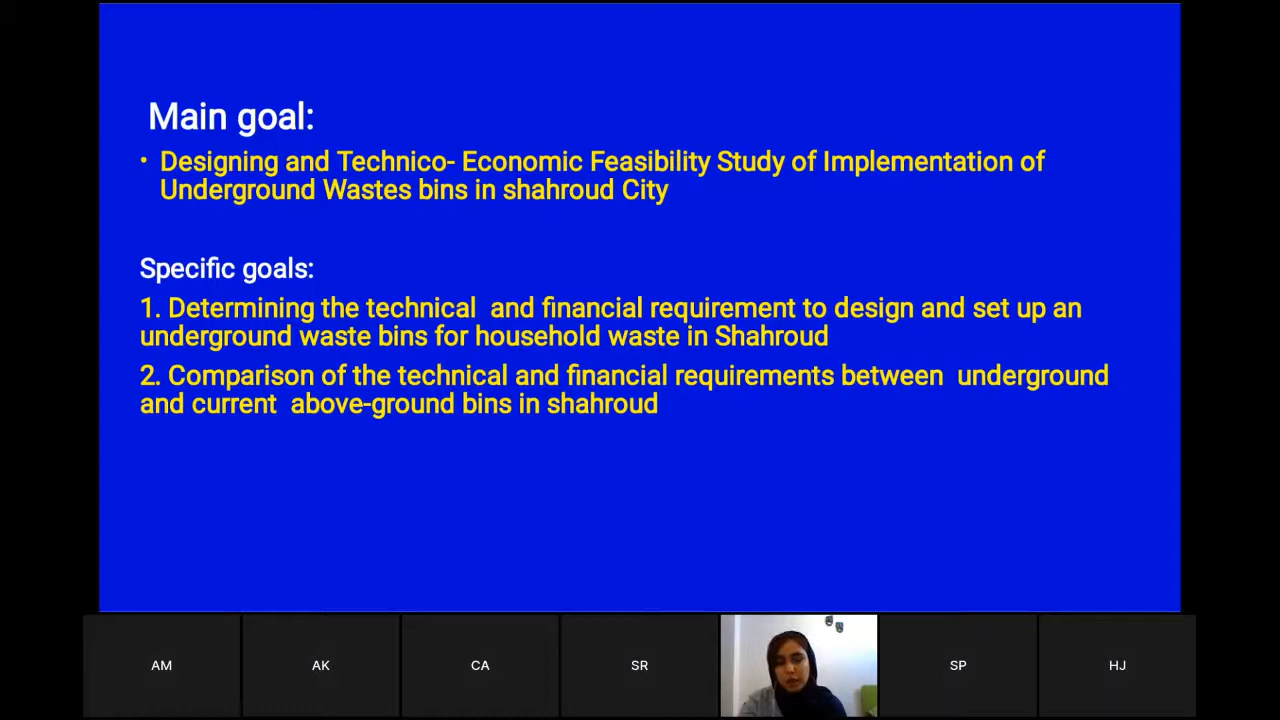 Main goal:
• Designing and Technico- Economic Feasibility Study of Implementation of
Underground Wastes bins in shahroud City
Specific goals:
1. Determining the technical  and financial requirement to design and set up an
underground waste bins for household waste in Shahroud
2. Comparison of the technical and financial requirements between  underground
and current  above-ground bins in shahroud
AM
AK
CA
SR
SP
HJ